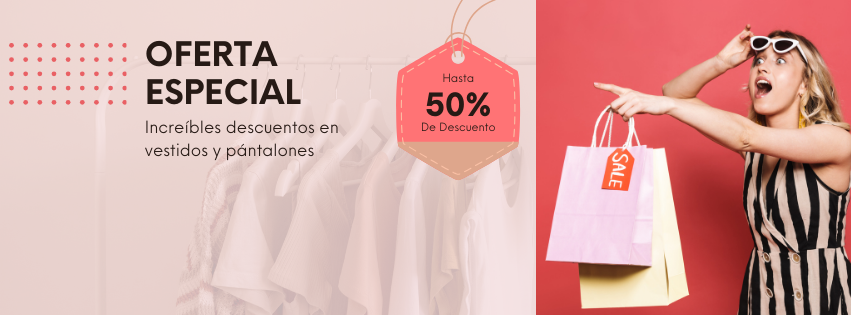 OFERTA
ESPECIAL
Increíbles descuentos en
vestidos y pántalones
Hasta
50%
De Descuento
SALE